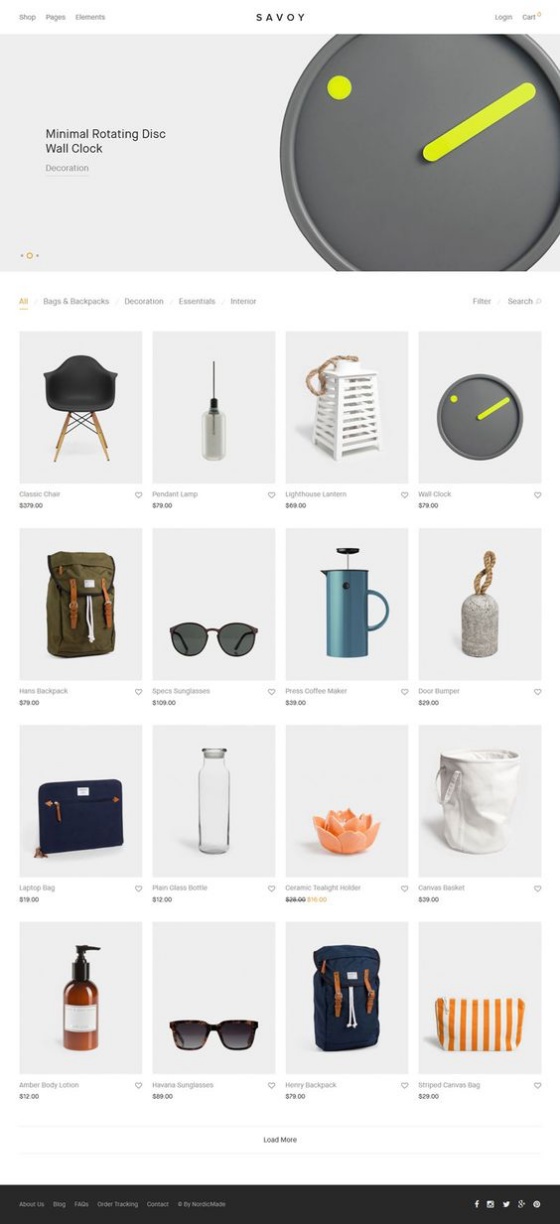 Shop Pages Elements
SAVOY
Login Cart 0
Minimal Rotating Disc
Wall Clock
Decoration
All / Bags & Backpacks / Decoration / Essentials / Interior
Filter / Search
Classic Chair
$379.00
Pendant Lamp
$79.00
Lighthouse Lantern
$69.00
Wall Clock
$79.00
Hans Backpack
$79.00
Specs Sunglasses
$109.00
Press Coffee Maker
$39.00
Door Bumper
$29.00
Laptop Bag
$19.00
Plain Glass Bottle
$12.00
Ceramic Tealight Holder
$28.00 $16.00
Canvas Basket
$39.00
Amber Body Lotion
$12.00
Havana Sunglasses
$89.00
Henry Backpack
$79.00
Striped Canvas Bag
$29.00
Load More
About Us Blog FAQs Order Tracking Contact © By NordicMade